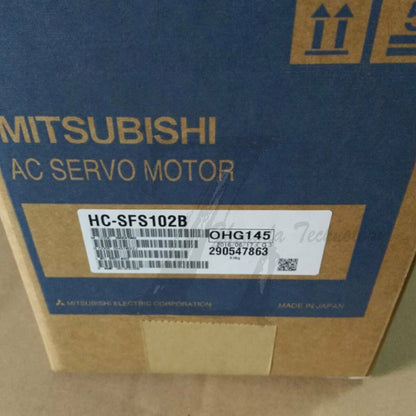 MITSUBISHI
AC SERVO MOTOR
HC-SFS102B
OHG145
290547863
MITSUBISHI ELECTRIC CORPORATION
MADE IN JAPAN